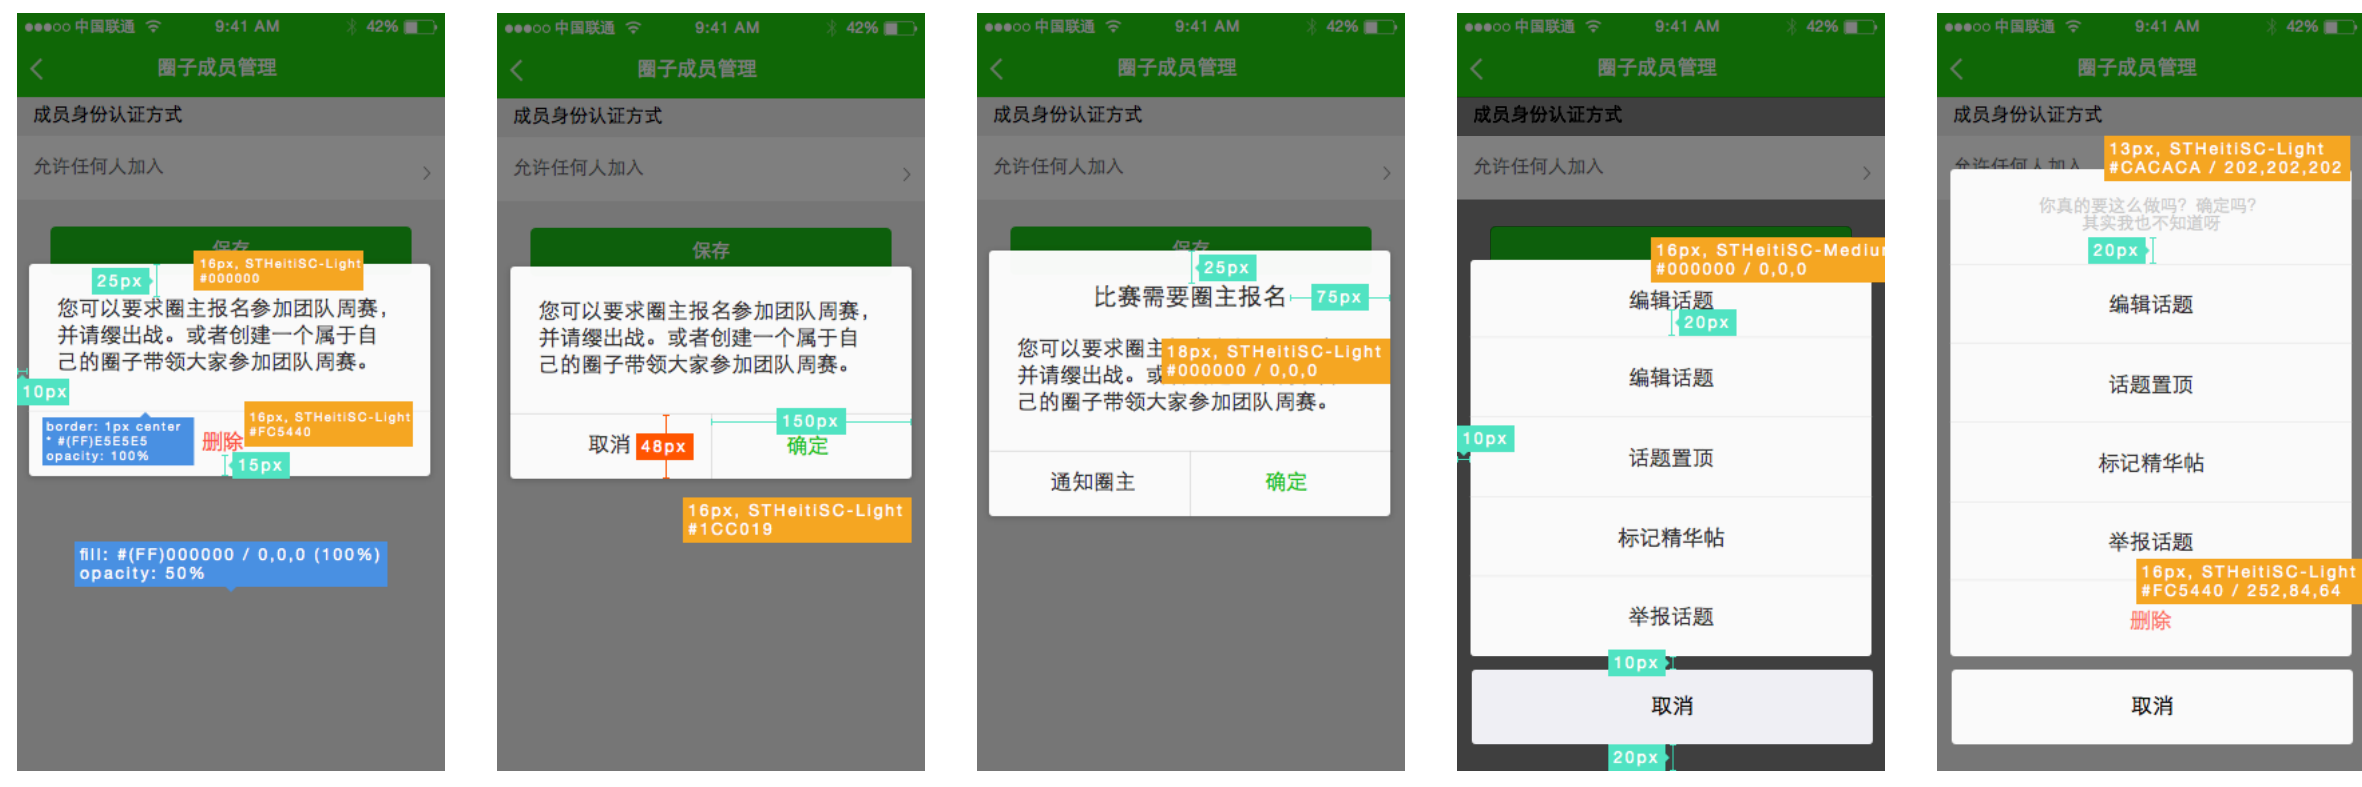 中国联通 9:41 AM 42%
圈子成员管理
成员身份认证方式
允许任何人加入
保存
16px, STHeitiSC-Light
#000000
25px
您可以要求圈主报名参加团队周赛，
并请缨出战。或者创建一个属于自
己的圈子带领大家参加团队周赛。
10px
border: 1px center
* #(FF)E5E5E5
opacity: 100%
16px, STHeitiSC-Light
#FC5440
删除
15px
fill: #(FF)000000 / 0,0,0 (100%)
opacity: 50%
中国联通 9:41 AM 42%
圈子成员管理
成员身份认证方式
允许任何人加入
保存
您可以要求圈主报名参加团队周赛，
并请缨出战。或者创建一个属于自
己的圈子带领大家参加团队周赛。
150px
取消 48px 确定
16px, STHeitiSC-Light
#1CC019
中国联通 9:41 AM 42%
圈子成员管理
成员身份认证方式
允许任何人加入
保存
25px
比赛需要圈主报名 75px
您可以要求圈主
18px, STHeitiSC-Light
#000000 / 0,0,0
并请缨出战。或
己的圈子带领大家参加团队周赛。
通知圈主 确定
中国联通 9:41 AM 42%
圈子成员管理
成员身份认证方式
允许任何人加入
16px, STHeitiSC-Mediu
#000000 / 0,0,0
编辑话题
20px
编辑话题
10px
话题置顶
标记精华帖
举报话题
10px
取消
20px
中国联通 9:41 AM 42%
圈子成员管理
成员身份认证方式
允许任何人加入
13px, STHeitiSC-Light
#CACACA / 202,202,202
你真的要这么做吗？确定吗？
其实我也不知道呀
20px
编辑话题
话题置顶
标记精华帖
举报话题
16px, STHeitiSC-Light
#FC5440 / 252,84,64
删除
取消